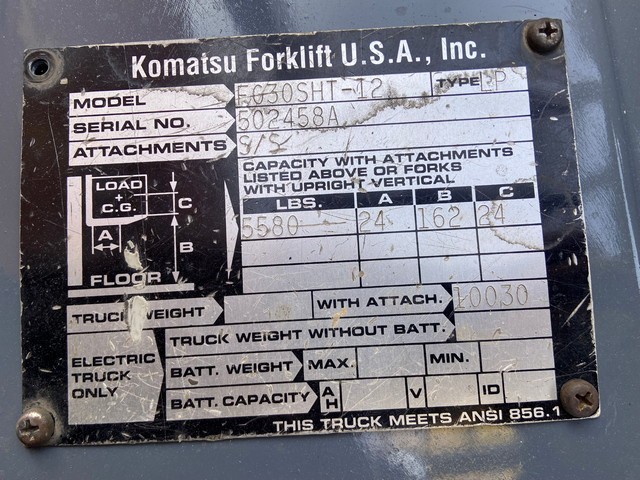 Komatsu Forklift U.S.A., Inc.
MODEL FG30SHT-12 TYPE P
SERIAL NO. 502458A
ATTACHMENTS S/S
CAPACITY WITH ATTACHMENTS
LISTED ABOVE OR FORKS
WITH UPRIGHT VERTICAL
LOAD
+
C.G.
C
A
B
FLOOR
LBS. A B C
5580 24 162 24
TRUCK WEIGHT WITH ATTACH. 10030
ELECTRIC
TRUCK
ONLY
TRUCK WEIGHT WITHOUT BATT.
BATT. WEIGHT MAX. MIN.
BATT. CAPACITY AH V ID
THIS TRUCK MEETS ANSI B56.1